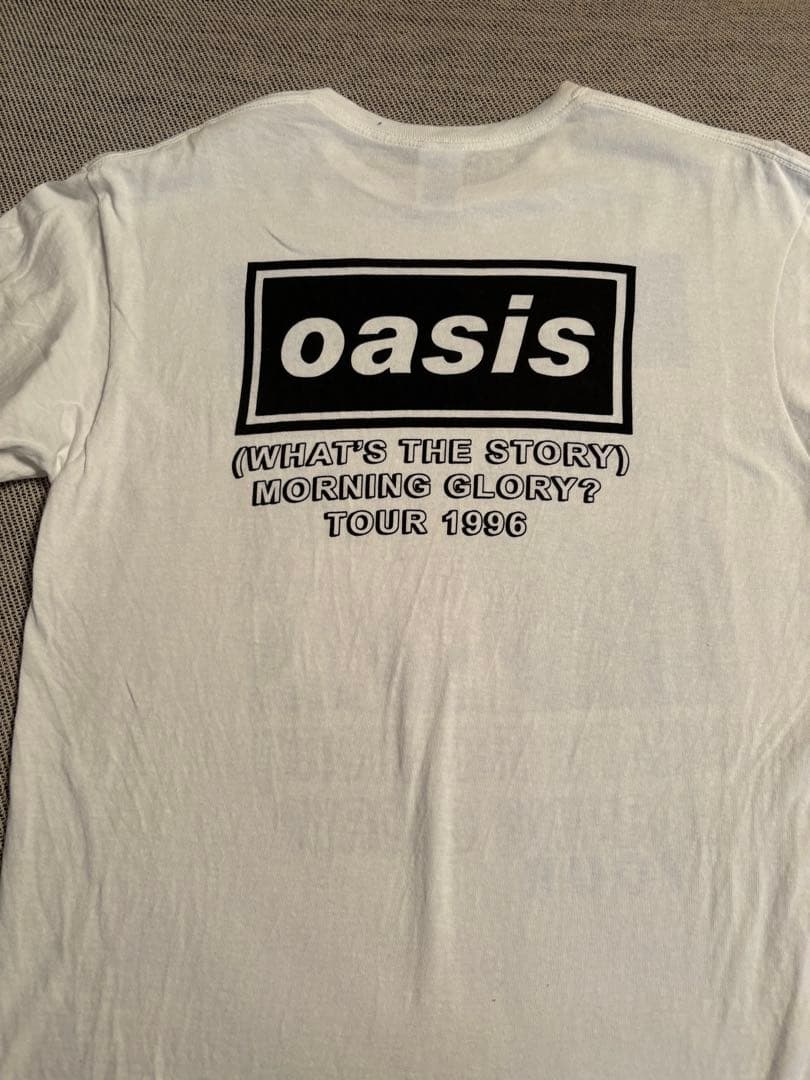 oasis
(WHAT'S THE STORY)
MORNING GLORY?
TOUR 1996